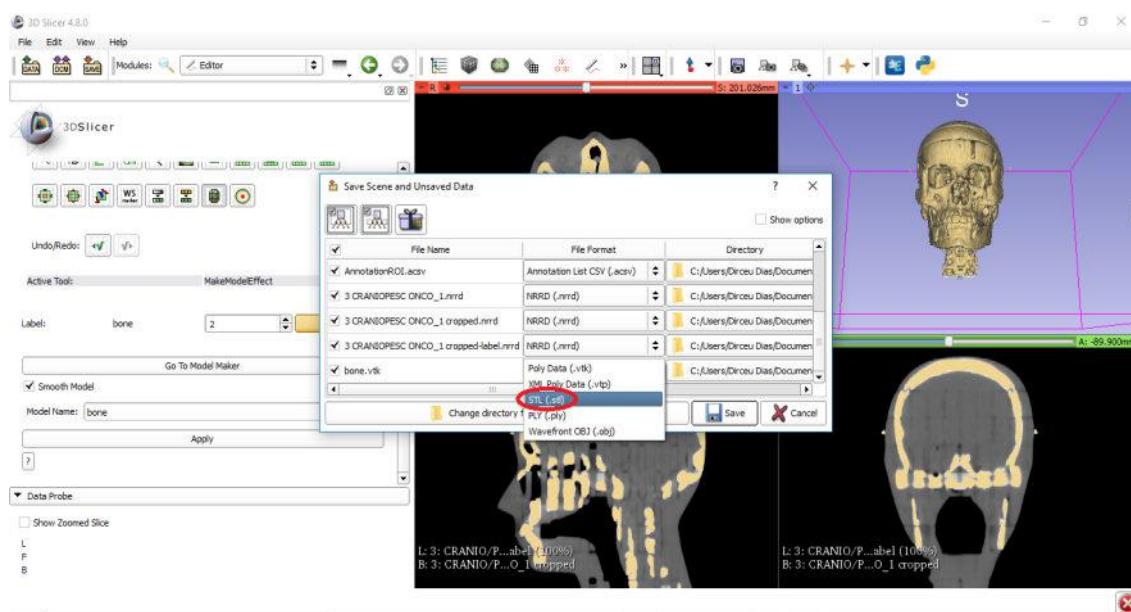 3D Slicer 4.8.0
File Edit View Help
DATA DCM SAVE Modules: Editor
R S: 201.026mm 1
3DSlicer
S
Save Scene and Unsaved Data ? X
WS
Show options
Undo/Redo:
File Name File Format Directory
AnnotationROI.acsv Annotation List CSV (.acsv) C:/Users/Dirceu Dias/Documen
Active Tool: MakeModelEffect
3 CRANIOPESC ONCO_1.nrrd NRRD (.nrrd) C:/Users/Dirceu Dias/Documen
Label: bone 2
3 CRANIOPESC ONCO_1 cropped.nrrd NRRD (.nrrd) C:/Users/Dirceu Dias/Documen
3 CRANIOPESC ONCO_1 cropped-label.nrrd NRRD (.nrrd) C:/Users/Dirceu Dias/Documen
A: -89.900mm
Go To Model Maker
bone.vtk Poly Data (.vtk) C:/Users/Dirceu Dias/Documen
Smooth Model
XML Poly Data (.vtp)
STL (.stl)
Model Name: bone
Change directory f PLY (.ply) Save Cancel
Wavefront OBJ (.obj)
Apply
?
Data Probe
Show Zoomed Slice
L
F
B
L: 3: CRANIO/P...abel (100%)
B: 3: CRANIO/P...O_1 cropped
L: 3: CRANIO/P...abel (100%)
B: 3: CRANIO/P...O_1 cropped